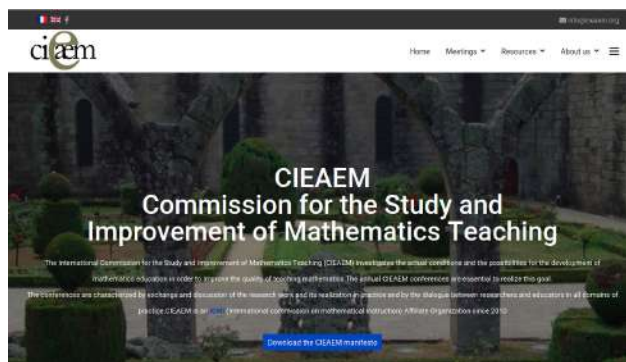 info@cieaem.org
cieaem
Home Meetings Resources About us
CIEAEM
Commission for the Study and
Improvement of Mathematics Teaching
The International Commission for the Study and Improvement of Mathematics Teaching (CIEAEM) investigates the actual conditions and the possibilities for the development of
mathematics education in order to improve the quality of teaching mathematics. The annual CIEAEM conferences are essential to realize this goal.
The conferences are characterized by exchange and discussion of the research work and its realization in practice and by the dialogue between researchers and educators in all domains of
practice.CIEAEM is an (international commission on mathematical instruction) Affiliate Organization since 2010
Download the CIEAEM manifesto